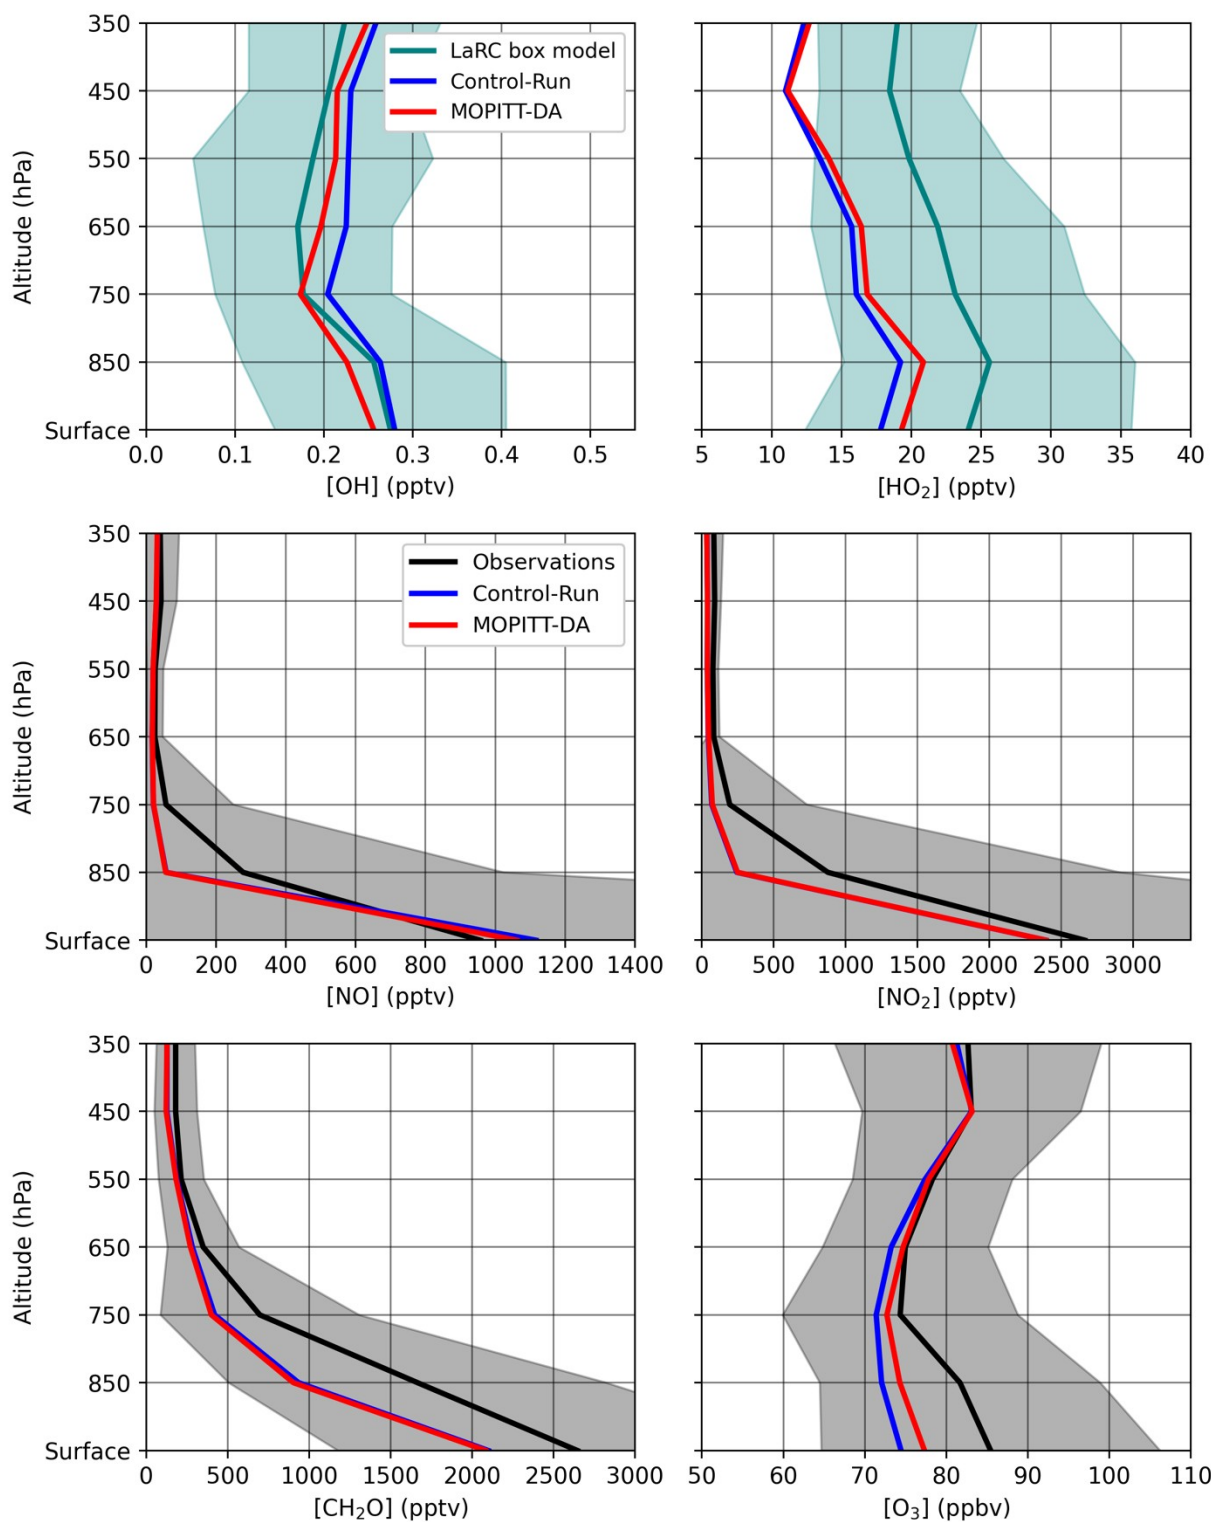 350
450
550
650
750
850
Surface
Altitude (hPa)
LaRC box model
Control-Run
MOPITT-DA
0.0 0.1 0.2 0.3 0.4 0.5
[OH] (pptv)
5 10 15 20 25 30 35 40
[HO₂] (pptv)
350
450
550
650
750
850
Surface
Altitude (hPa)
Observations
Control-Run
MOPITT-DA
0 200 400 600 800 1000 1200 1400
[NO] (pptv)
0 500 1000 1500 2000 2500 3000
[NO₂] (pptv)
350
450
550
650
750
850
Surface
Altitude (hPa)
0 500 1000 1500 2000 2500 3000
[CH₂O] (pptv)
50 60 70 80 90 100 110
[O₃] (ppbv)